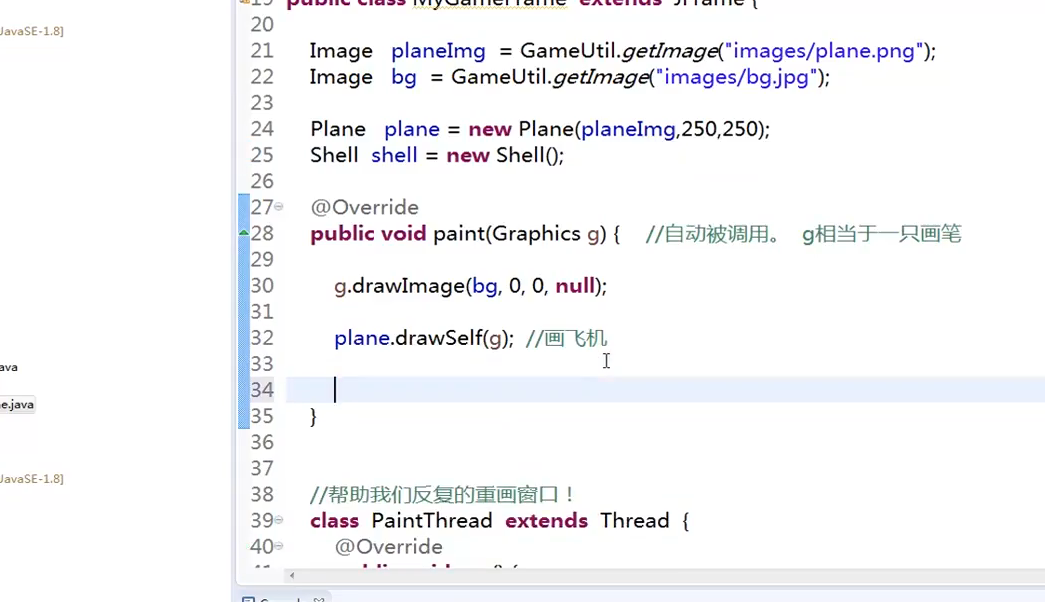 JavaSE-1.8]
ava
e.java
JavaSE-1.8]
19 public class MyGameFrame extends JFrame {
20
21 Image planeImg = GameUtil.getImage("images/plane.png");
22 Image bg = GameUtil.getImage("images/bg.jpg");
23
24 Plane plane = new Plane(planeImg,250,250);
25 Shell shell = new Shell();
26
27 @Override
28 public void paint(Graphics g) { //自动被调用。 g相当于一只画笔
29
30 g.drawImage(bg, 0, 0, null);
31
32 plane.drawSelf(g); //画飞机
33
34
35 }
36
37
38 //帮助我们反复的重画窗口！
39 class PaintThread extends Thread {
40 @Override